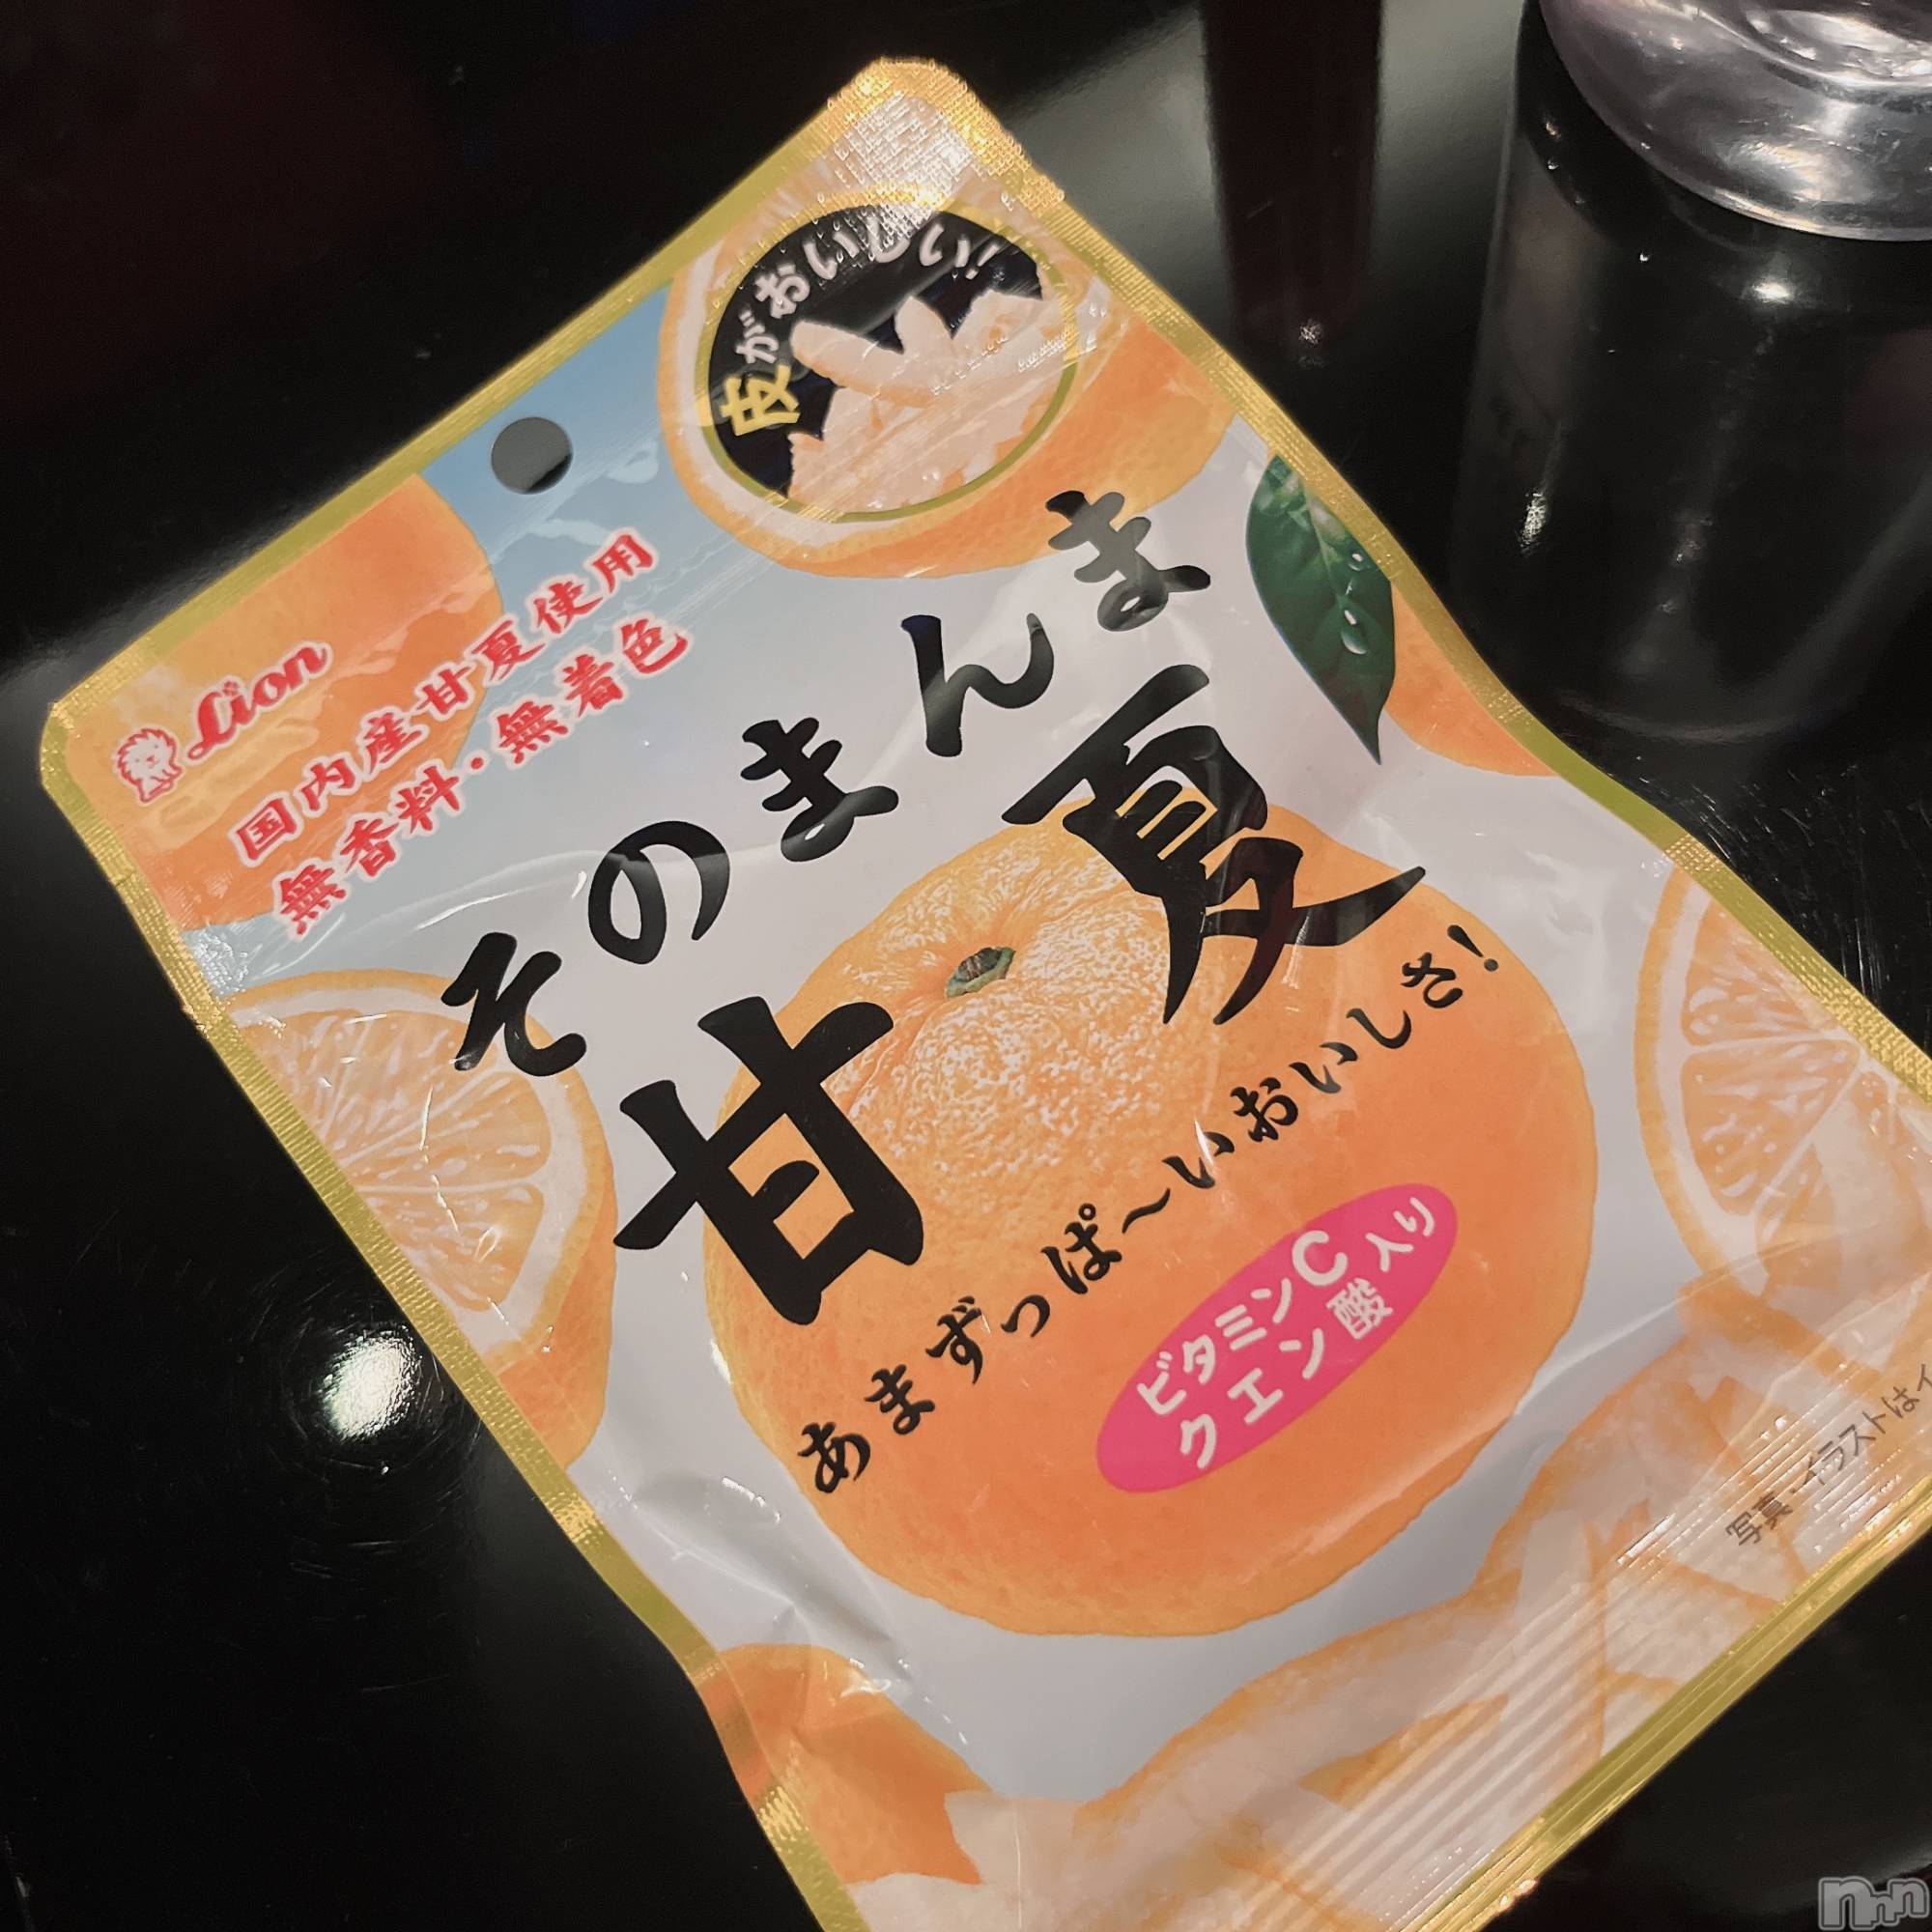 皮がおいしい!
Lion
国内産甘夏使用
無香料・無着色
そのまんま
甘夏
あまずっぱ〜いおいしさ!
ビタミンC
クエン酸
入り
写真・イラストはイ
nmn